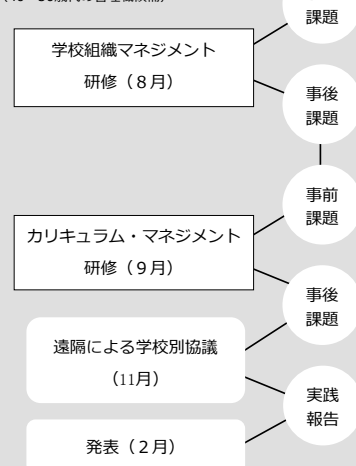 課題
学校組織マネジメント
研修（８月）
事後
課題
事前
課題
カリキュラム・マネジメント
研修（９月）
事後
課題
遠隔による学校別協議
（11月）
実践
報告
発表（２月）